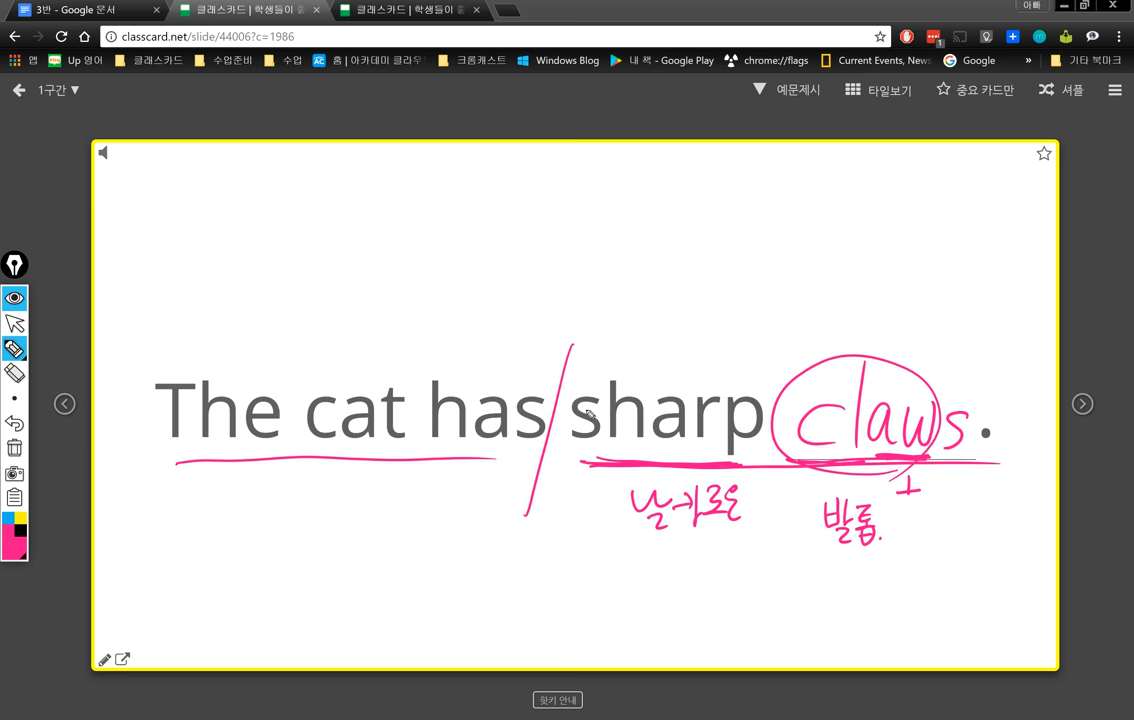 3반 - Google 문서
클래스카드 | 학생들이 콜
클래스카드 | 학생들이 콜
아빠
classcard.net/slide/44006?c=1986
앱 Up 영어 클래스카드 수업준비 수업 홈 | 아카데미 클라우 크롬캐스트 Windows Blog 내 책 - Google Play chrome://flags Current Events, News Google » 기타 북마크
1구간 ▼ ▼ 예문제시 타일보기 중요 카드만 셔플
The cat has / sharp claws.
날카로운 발톱.
핫키 안내